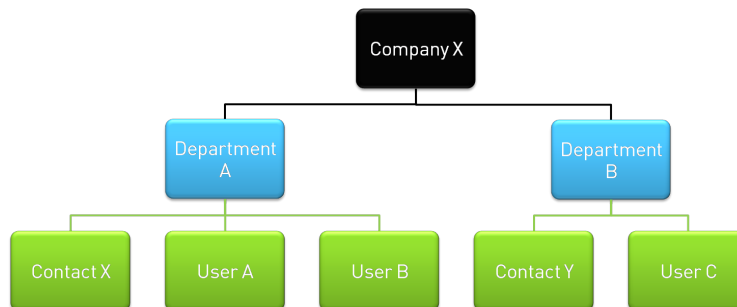 Company X
Department
A
Department
B
Contact X
User A
User B
Contact Y
User C